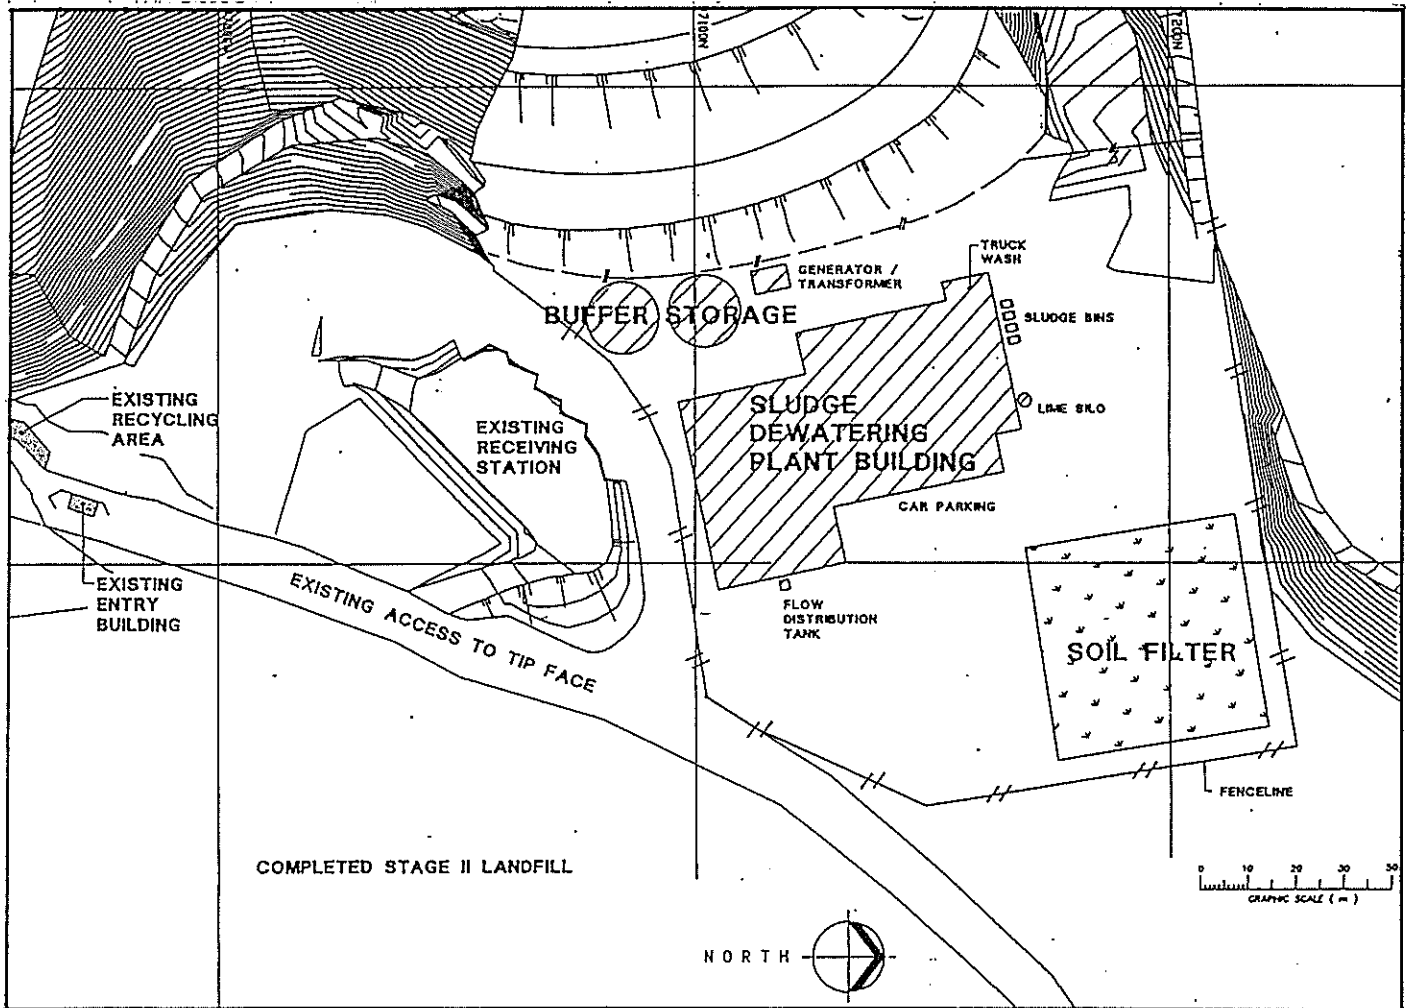 TRUCK
WASH
GENERATOR /
TRANSFORMER
BUFFER STORAGE
SLUDGE BINS
EXISTING
RECYCLING
AREA
SLUDGE
DEWATERING
PLANT BUILDING
LIME SILO
EXISTING
RECEIVING
STATION
CAR PARKING
EXISTING
ENTRY
BUILDING
EXISTING ACCESS TO TIP FACE
FLOW
DISTRIBUTION
TANK
SOIL FILTER
FENCELINE
COMPLETED STAGE II LANDFILL
0 10 20 30 50
GRAPHIC SCALE ( m )
NORTH